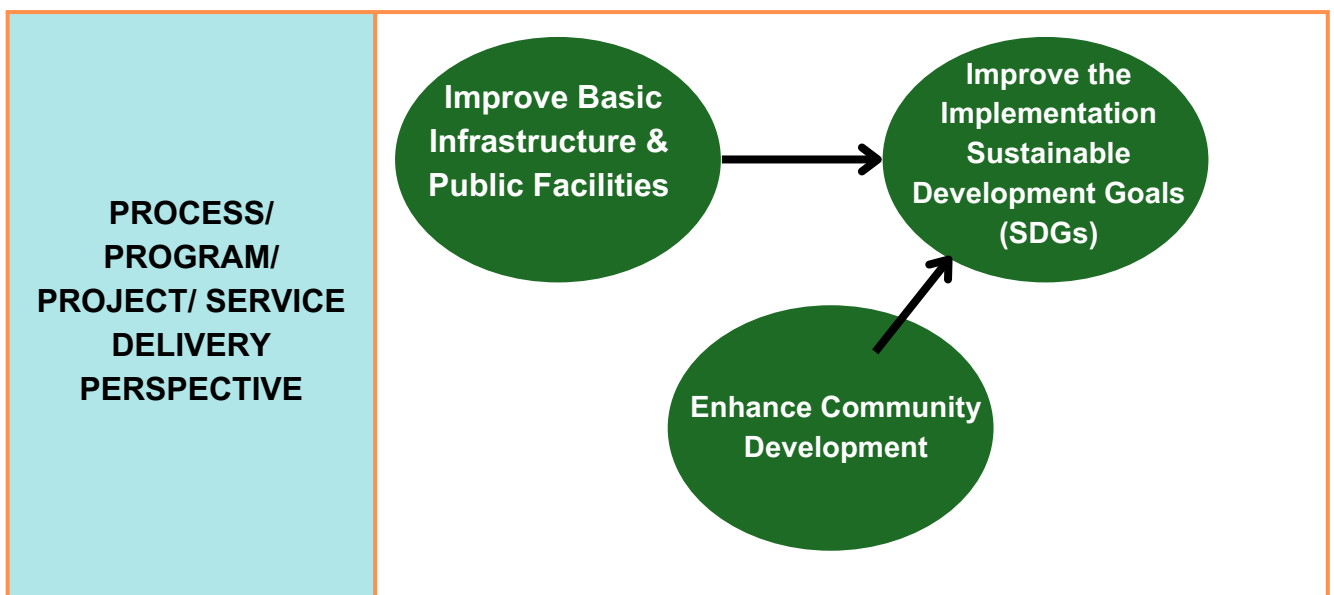 PROCESS/
PROGRAM/
PROJECT/ SERVICE
DELIVERY
PERSPECTIVE
Improve Basic
Infrastructure &
Public Facilities
Improve the
Implementation
Sustainable
Development Goals
(SDGs)
Enhance Community
Development